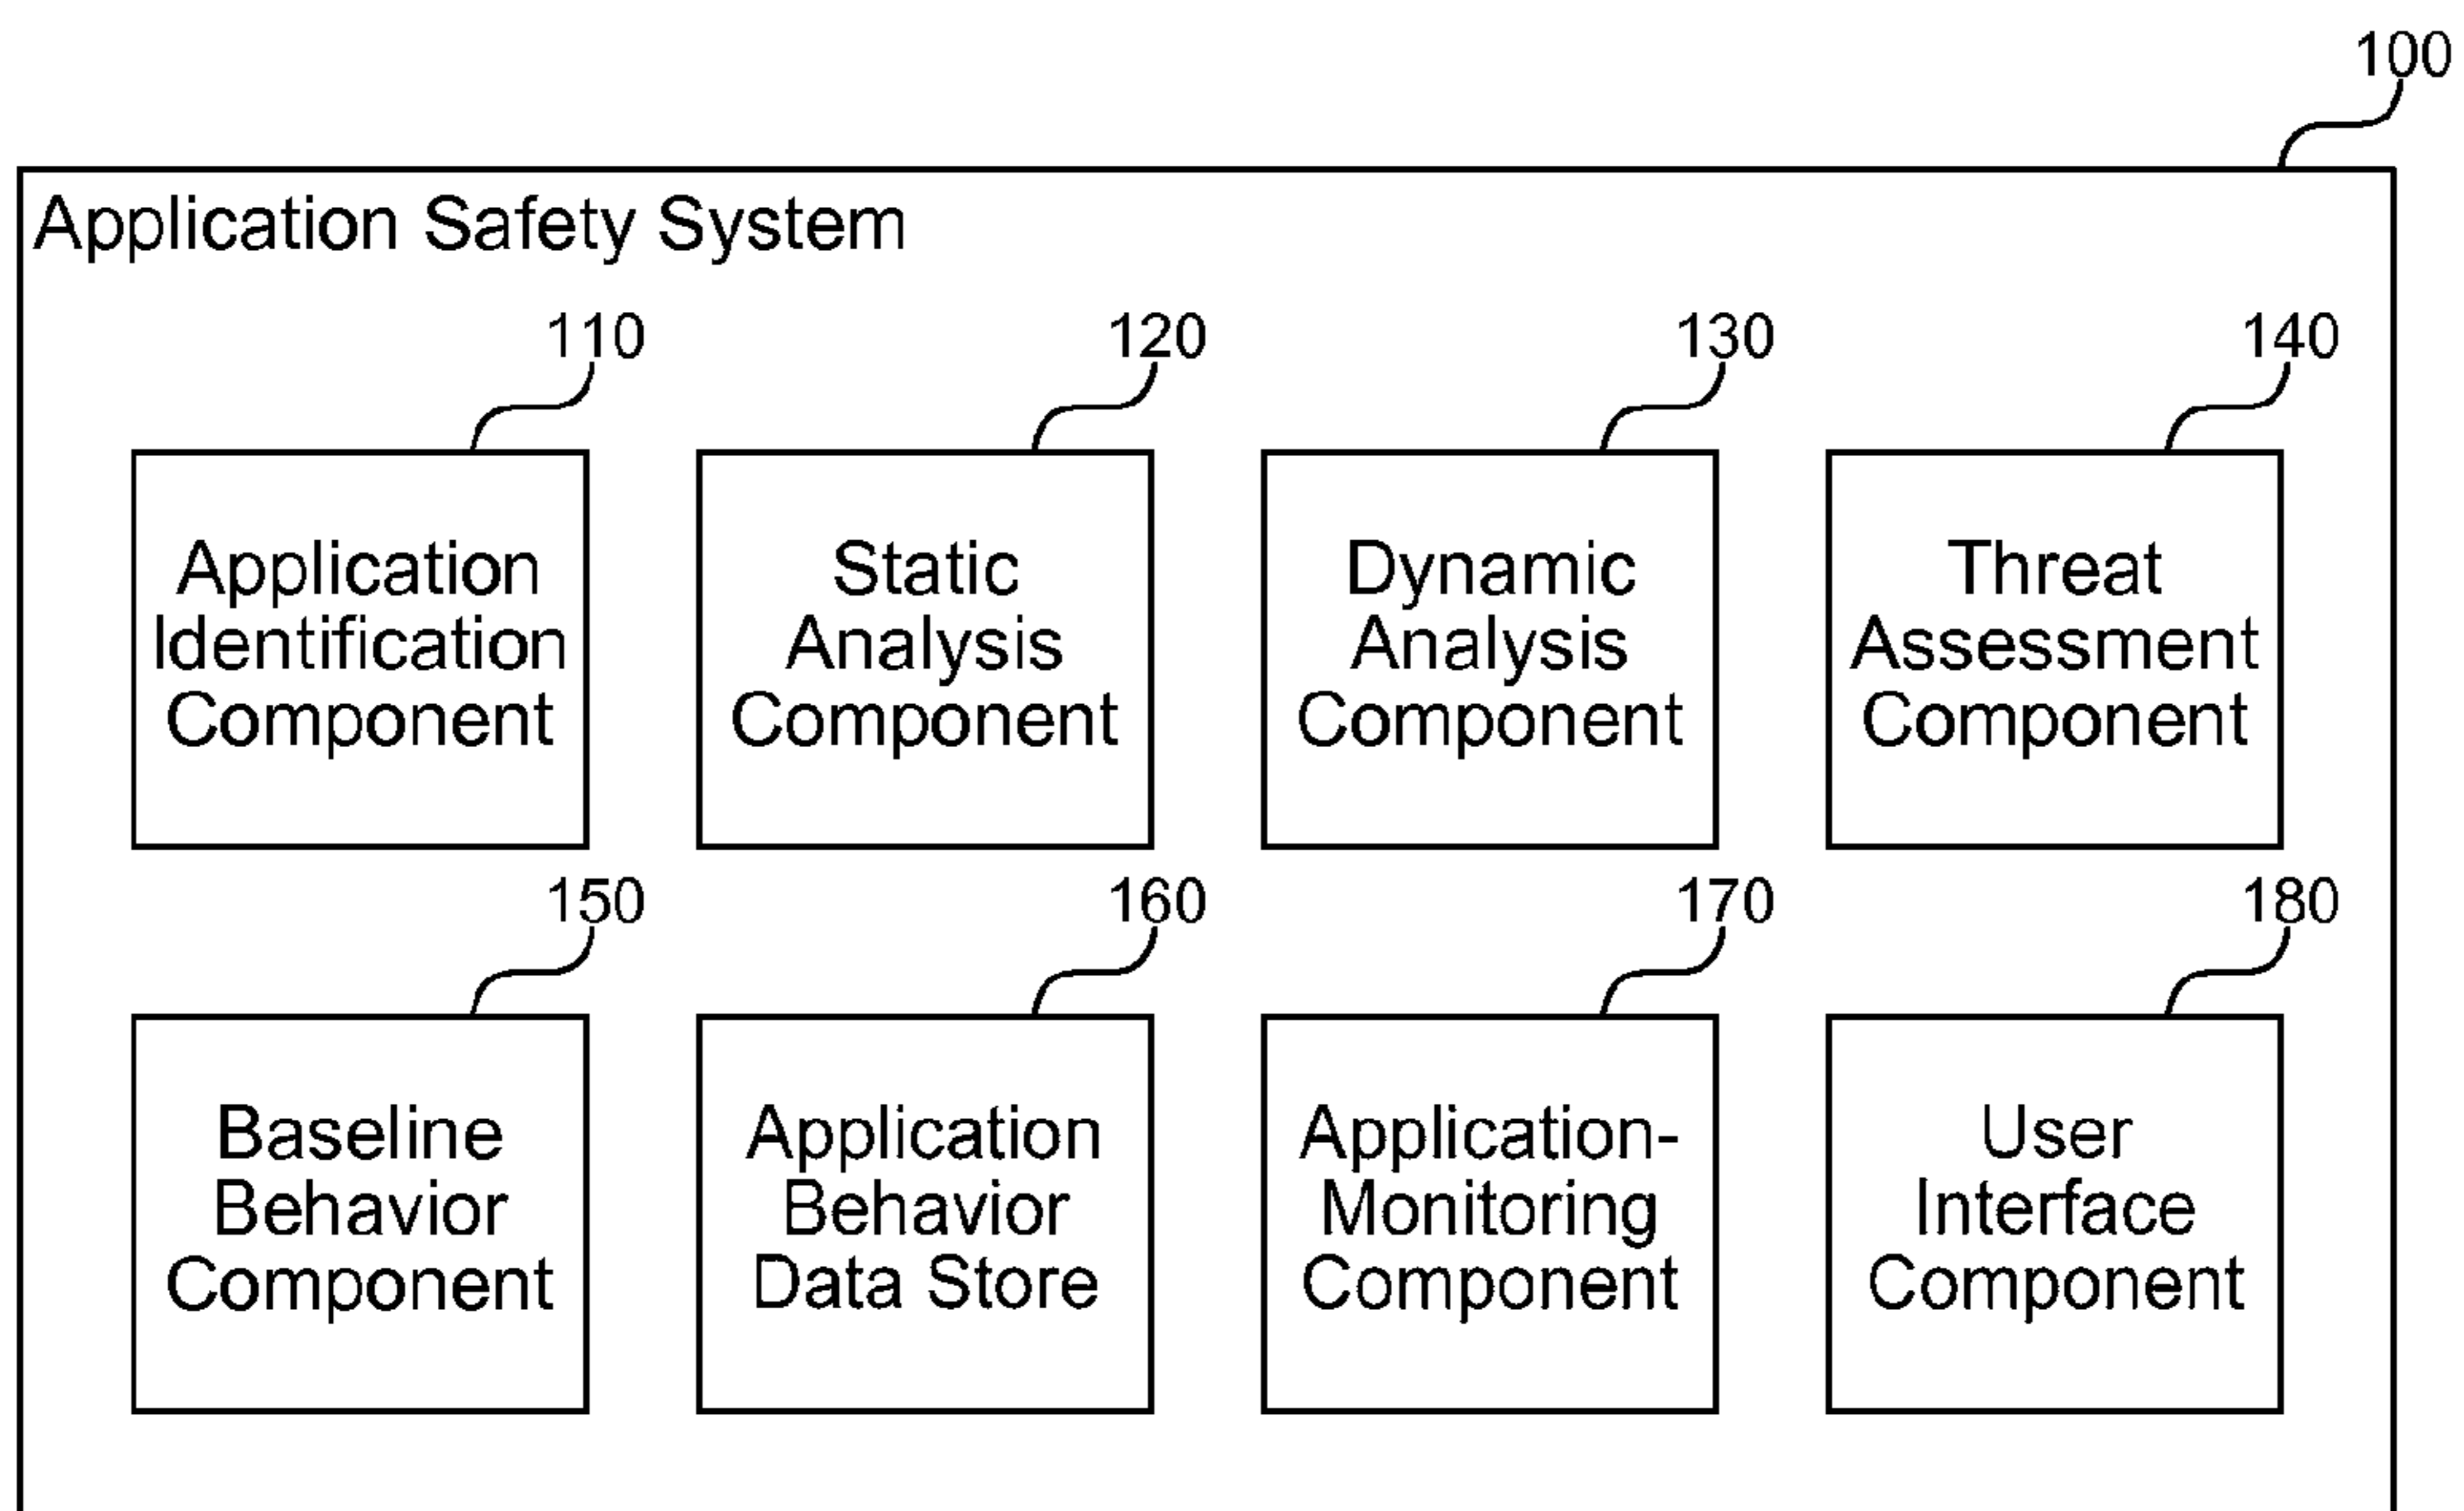 100
Application Safety System
110
120
130
140
Application
Identification
Component
Static
Analysis
Component
Dynamic
Analysis
Component
Threat
Assessment
Component
150
160
170
180
Baseline
Behavior
Component
Application
Behavior
Data Store
Application-
Monitoring
Component
User
Interface
Component